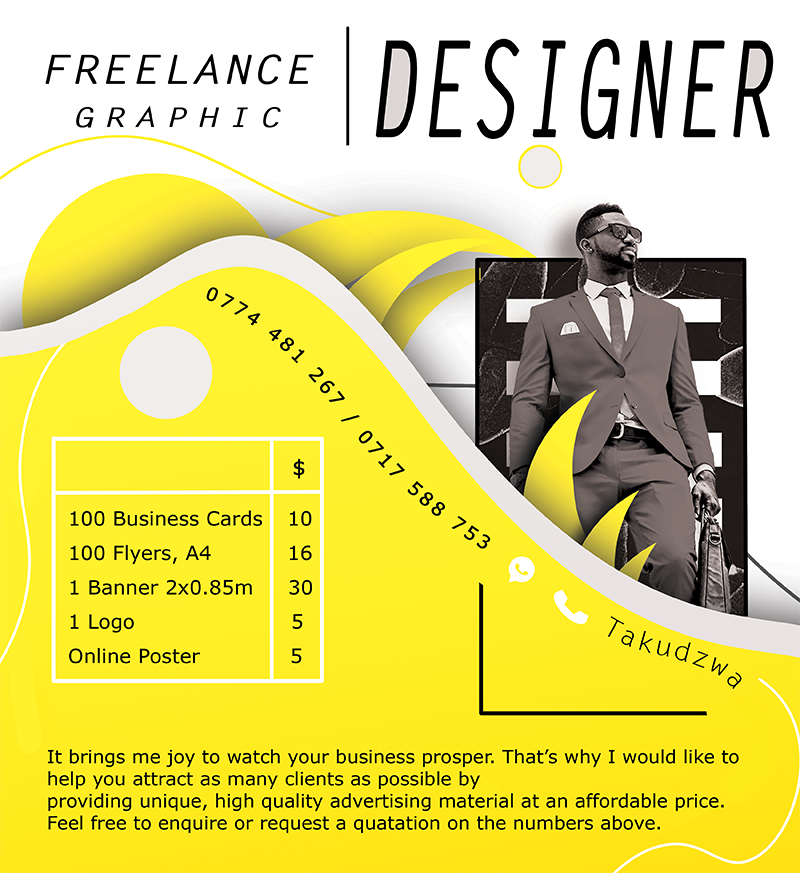 FREELANCE
GRAPHIC
DESIGNER
0774 481 267 / 0717 588 753
Takudzwa
$
100 Business Cards 10
100 Flyers, A4 16
1 Banner 2x0.85m 30
1 Logo 5
Online Poster 5
It brings me joy to watch your business prosper. That’s why I would like to
help you attract as many clients as possible by
providing unique, high quality advertising material at an affordable price.
Feel free to enquire or request a quatation on the numbers above.